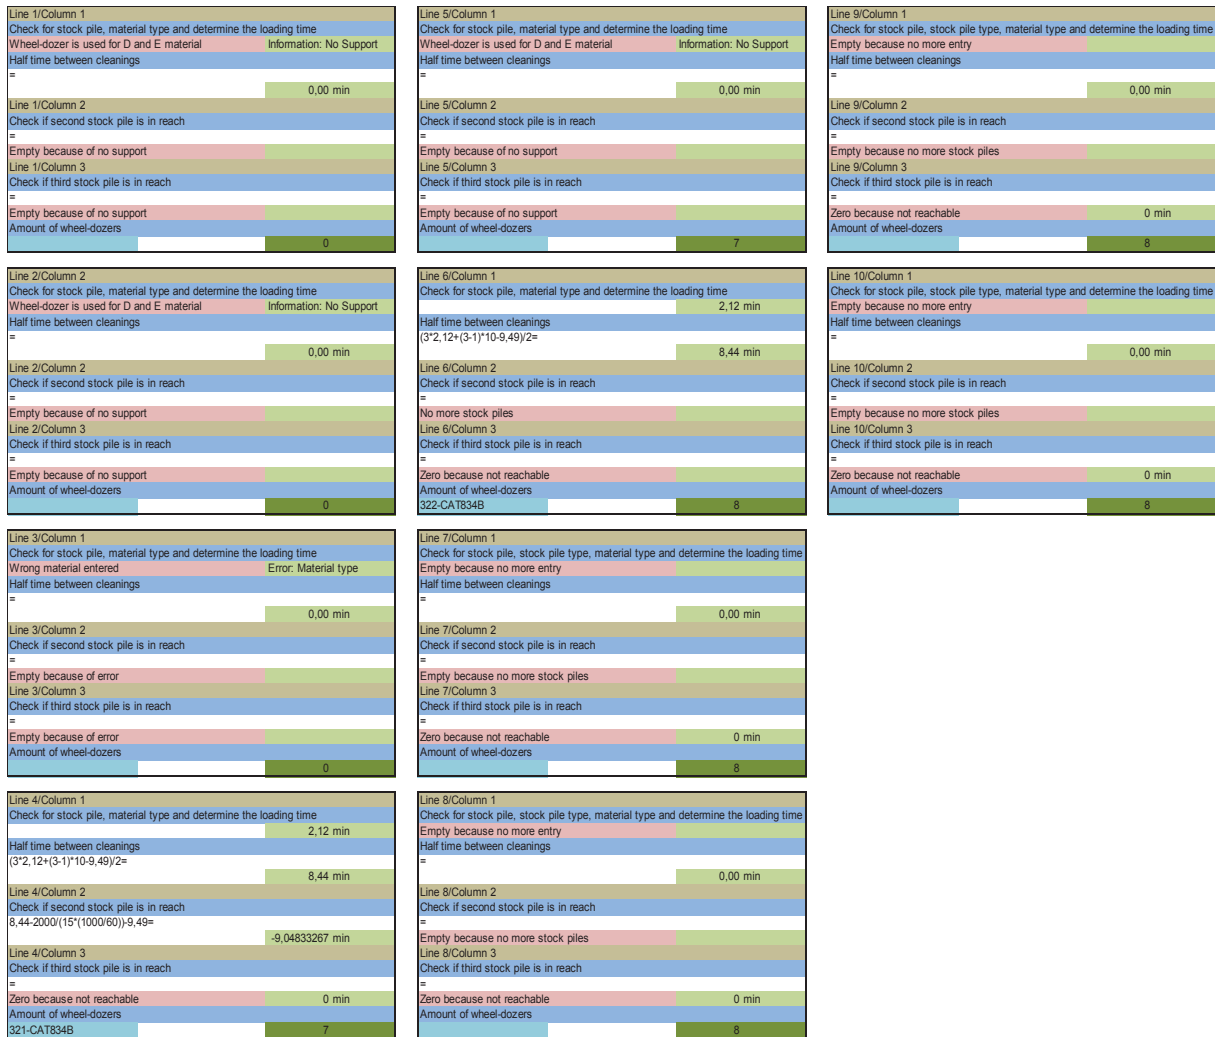 Line 1/Column 1
Check for stock pile, material type and determine the loading time
Wheel-dozer is used for D and E material Information: No Support
Half time between cleanings
=
0,00 min
Line 1/Column 2
Check if second stock pile is in reach
=
Empty because of no support
Line 1/Column 3
Check if third stock pile is in reach
=
Empty because of no support
Amount of wheel-dozers
0
Line 2/Column 2
Check for stock pile, material type and determine the loading time
Wheel-dozer is used for D and E material Information: No Support
Half time between cleanings
=
0,00 min
Line 2/Column 2
Check if second stock pile is in reach
=
Empty because of no support
Line 2/Column 3
Check if third stock pile is in reach
=
Empty because of no support
Amount of wheel-dozers
0
Line 3/Column 1
Check for stock pile, material type and determine the loading time
Wrong material entered Error: Material type
Half time between cleanings
=
0,00 min
Line 3/Column 2
Check if second stock pile is in reach
=
Empty because of error
Line 3/Column 3
Check if third stock pile is in reach
=
Empty because of error
Amount of wheel-dozers
0
Line 4/Column 1
Check for stock pile, material type and determine the loading time
2,12 min
Half time between cleanings
(3*2,12+(3-1)*10-9,49)/2=
8,44 min
Line 4/Column 2
Check if second stock pile is in reach
8,44-2000/(15*(1000/60))-9,49=
-9,04833267 min
Line 4/Column 3
Check if third stock pile is in reach
=
Zero because not reachable 0 min
Amount of wheel-dozers
321-CAT834B 7
Line 5/Column 1
Check for stock pile, material type and determine the loading time
Wheel-dozer is used for D and E material Information: No Support
Half time between cleanings
=
0,00 min
Line 5/Column 2
Check if second stock pile is in reach
=
Empty because of no support
Line 5/Column 3
Check if third stock pile is in reach
=
Empty because of no support
Amount of wheel-dozers
7
Line 6/Column 1
Check for stock pile, material type and determine the loading time
2,12 min
Half time between cleanings
(3*2,12+(3-1)*10-9,49)/2=
8,44 min
Line 6/Column 2
Check if second stock pile is in reach
=
No more stock piles
Line 6/Column 3
Check if third stock pile is in reach
=
Zero because not reachable
Amount of wheel-dozers
322-CAT834B 8
Line 7/Column 1
Check for stock pile, stock pile type, material type and determine the loading time
Empty because no more entry
Half time between cleanings
=
0,00 min
Line 7/Column 2
Check if second stock pile is in reach
=
Empty because no more stock piles
Line 7/Column 3
Check if third stock pile is in reach
=
Zero because not reachable 0 min
Amount of wheel-dozers
8
Line 8/Column 1
Check for stock pile, stock pile type, material type and determine the loading time
Empty because no more entry
Half time between cleanings
=
0,00 min
Line 8/Column 2
Check if second stock pile is in reach
=
Empty because no more stock piles
Line 8/Column 3
Check if third stock pile is in reach
=
Zero because not reachable 0 min
Amount of wheel-dozers
8
Line 9/Column 1
Check for stock pile, stock pile type, material type and determine the loading time
Empty because no more entry
Half time between cleanings
=
0,00 min
Line 9/Column 2
Check if second stock pile is in reach
=
Empty because no more stock piles
Line 9/Column 3
Check if third stock pile is in reach
=
Zero because not reachable 0 min
Amount of wheel-dozers
8
Line 10/Column 1
Check for stock pile, stock pile type, material type and determine the loading time
Empty because no more entry
Half time between cleanings
=
0,00 min
Line 10/Column 2
Check if second stock pile is in reach
=
Empty because no more stock piles
Line 10/Column 3
Check if third stock pile is in reach
=
Zero because not reachable 0 min
Amount of wheel-dozers
8